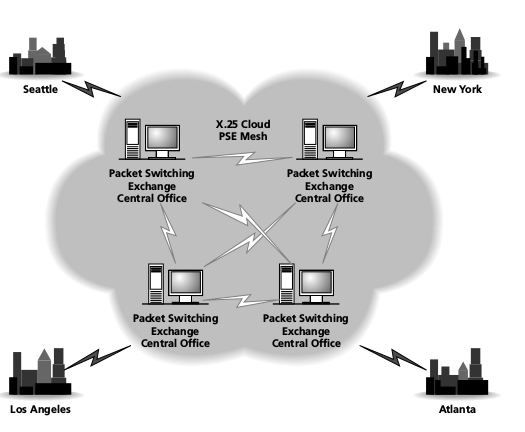 Seattle
New York
X.25 Cloud
PSE Mesh
Packet Switching
Exchange
Central Office
Packet Switching
Exchange
Central Office
Packet Switching
Exchange
Central Office
Packet Switching
Exchange
Central Office
Los Angeles
Atlanta